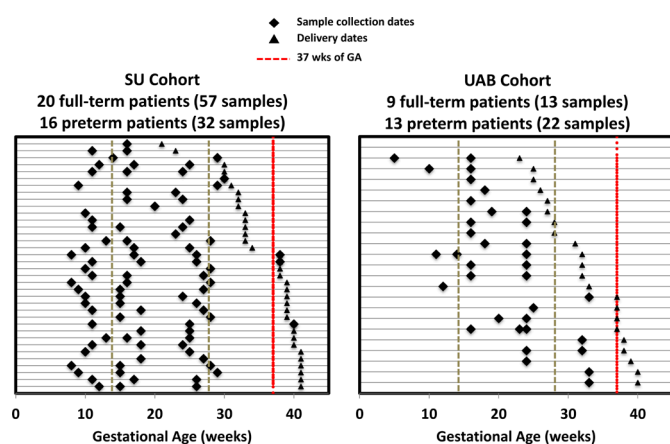 Sample collection dates
Delivery dates
37 wks of GA
SU Cohort
20 full-term patients (57 samples)
16 preterm patients (32 samples)
UAB Cohort
9 full-term patients (13 samples)
13 preterm patients (22 samples)
0 10 20 30 40
Gestational Age (weeks)
0 10 20 30 40
Gestational Age (weeks)